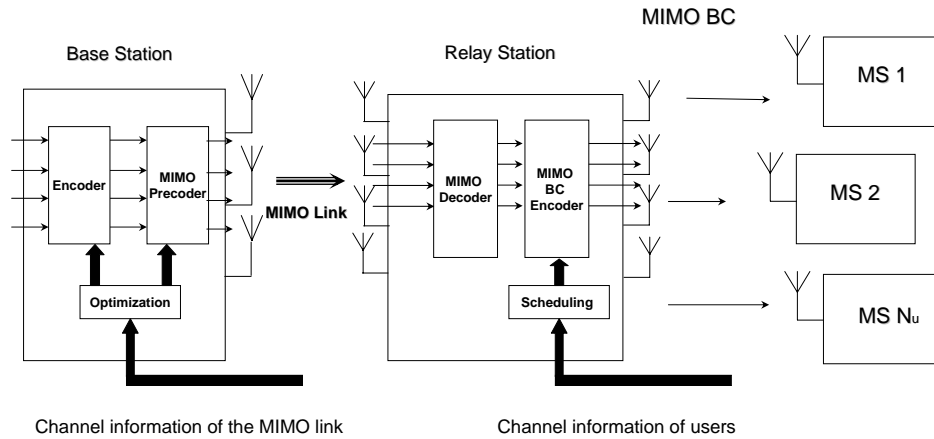 MIMO BC
Base Station
Relay Station
MS 1
Encoder
MIMO
Precoder
MIMO Link
MIMO
Decoder
MIMO
BC
Encoder
MS 2
Optimization
Scheduling
MS Nu
Channel information of the MIMO link
Channel information of users